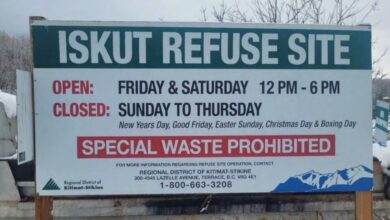 ISKUT REFUSE SITE
OPEN: FRIDAY & SATURDAY 12 PM - 6 PM
CLOSED: SUNDAY TO THURSDAY
New Years Day, Good Friday, Easter Sunday, Christmas Day & Boxing Day
SPECIAL WASTE PROHIBITED
FOR MORE INFORMATION REGARDING REFUSE SITE OPERATION, CONTACT
REGIONAL DISTRICT OF KITIMAT-STIKINE
300-4545 LAZELLE AVENUE, TERRACE, B.C. V8G 4E1
1-800-663-3208
Regional District of
Kitimat-Stikine